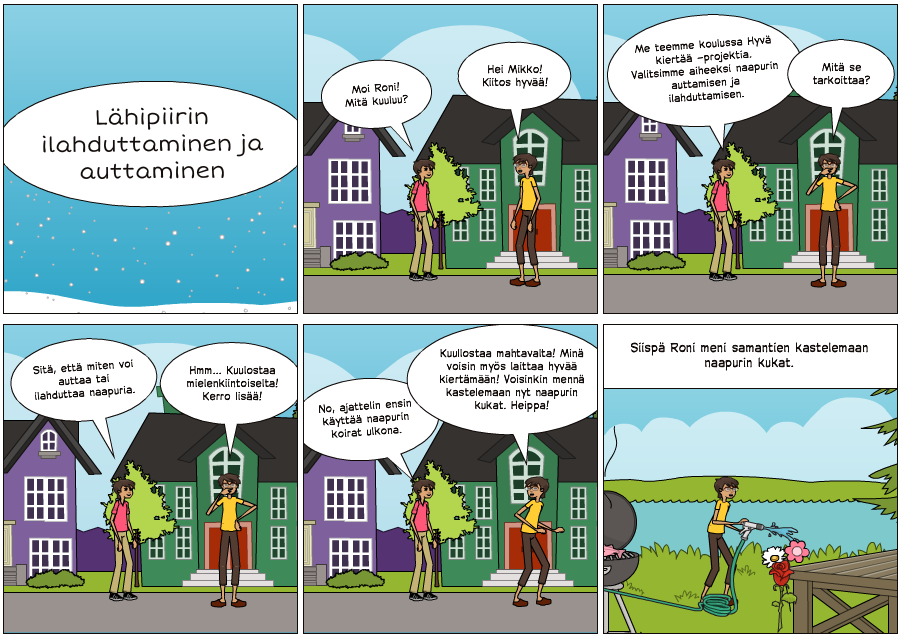 Lähipiirin
ilahduttaminen ja
auttaminen
Moi Roni!
Mitä kuuluu?
Hei Mikko!
Kiitos hyvää!
Me teemme koulussa Hyvä
kiertää –projektia.
Valitsimme aiheeksi naapurin
auttamisen ja
ilahduttamisen.
Mitä se
tarkoittaa?
Sitä, että miten voi
auttaa tai
ilahduttaa naapuria.
Hmm... Kuulostaa
mielenkiintoiselta!
Kerro lisää!
No, ajattelin ensin
käyttää naapurin
koirat ulkona.
Kuullostaa mahtavalta! Minä
voisin myös laittaa hyvää
kiertämään! Voisinkin mennä
kastelemaan nyt naapurin
kukat. Heippa!
Siispä Roni meni samantien kastelemaan
naapurin kukat.